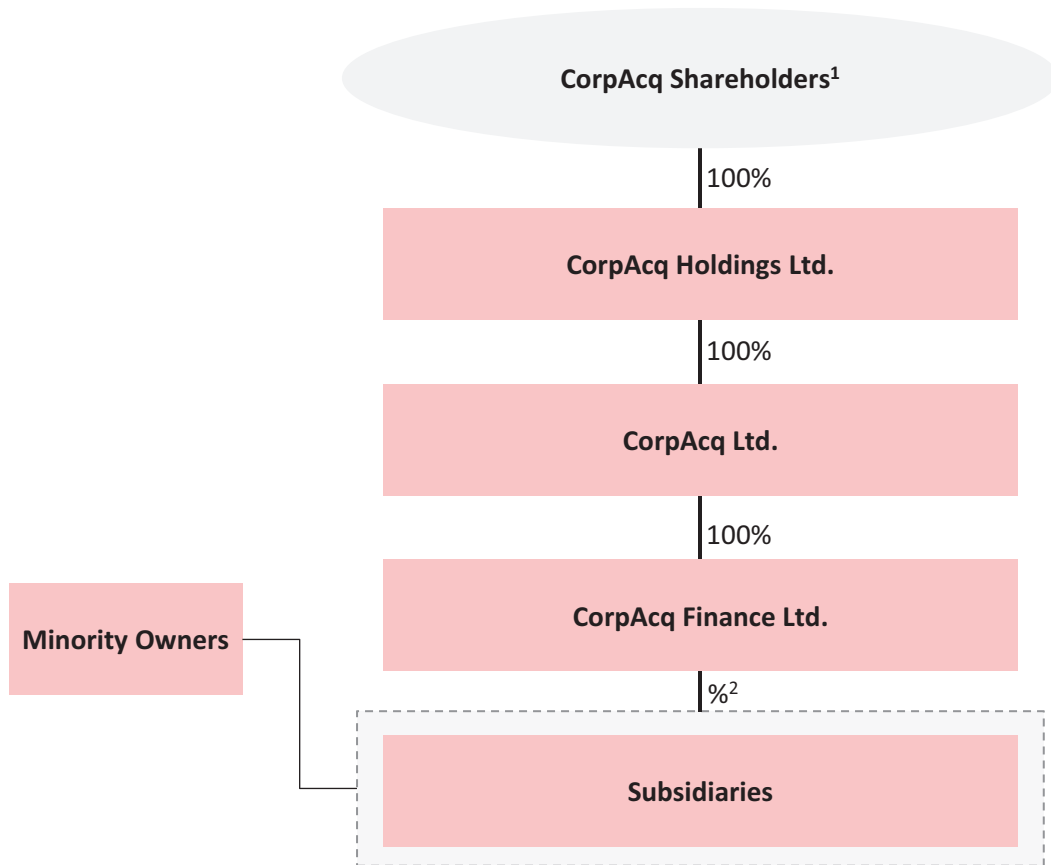 CorpAcq Shareholders¹
100%
CorpAcq Holdings Ltd.
100%
CorpAcq Ltd.
100%
CorpAcq Finance Ltd.
Minority Owners
%²
Subsidiaries